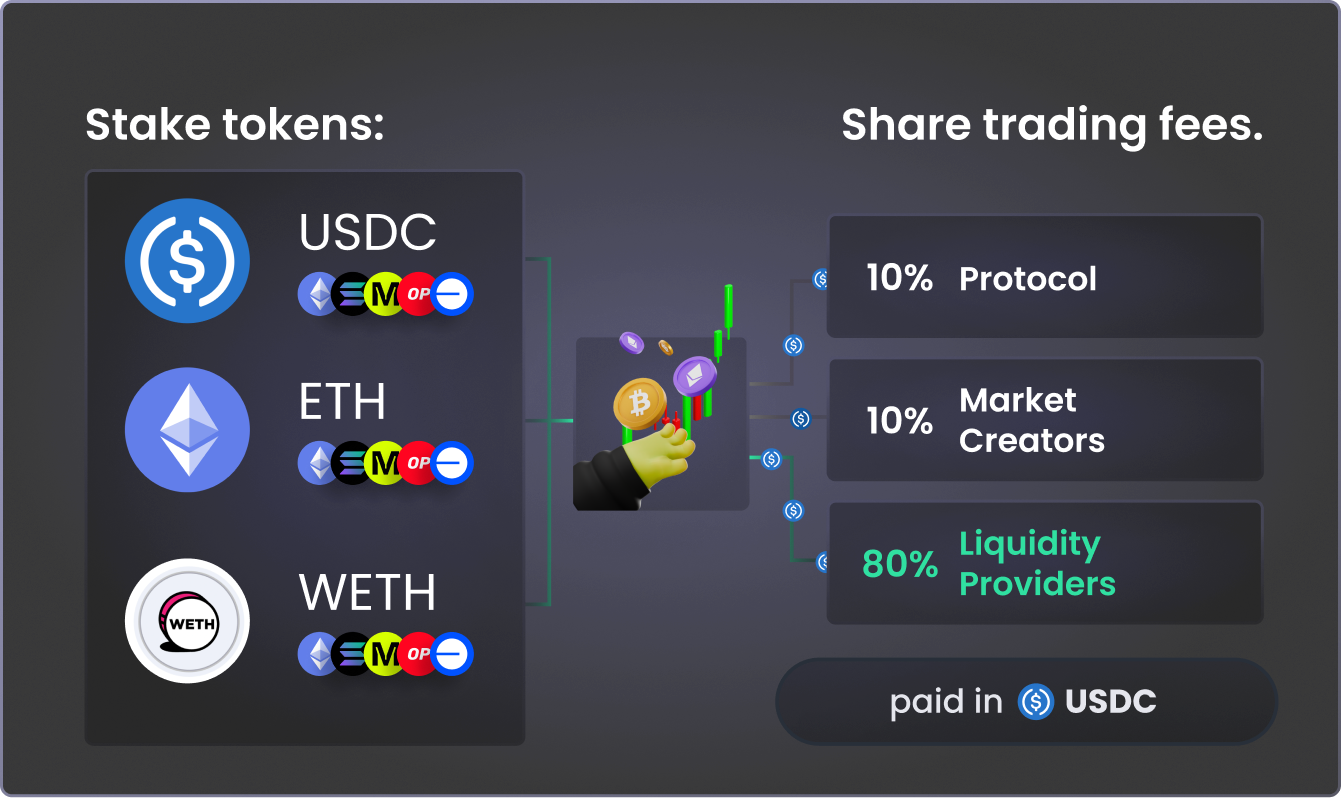 Stake tokens:
Share trading fees.
USDC
M OP
ETH
M OP
WETH
WETH
M OP
10% Protocol
10% Market
Creators
80% Liquidity
Providers
paid in USDC